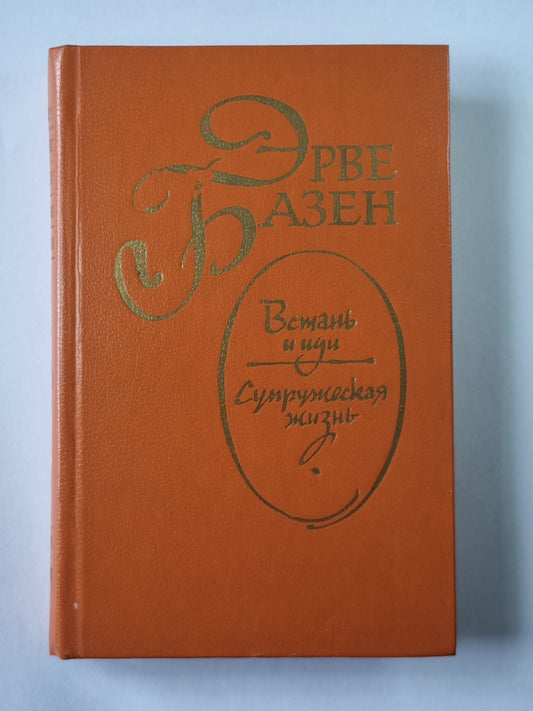 ЭРВЕ
БАЗЕН
Встань
и иди
Супружеская
жизнь